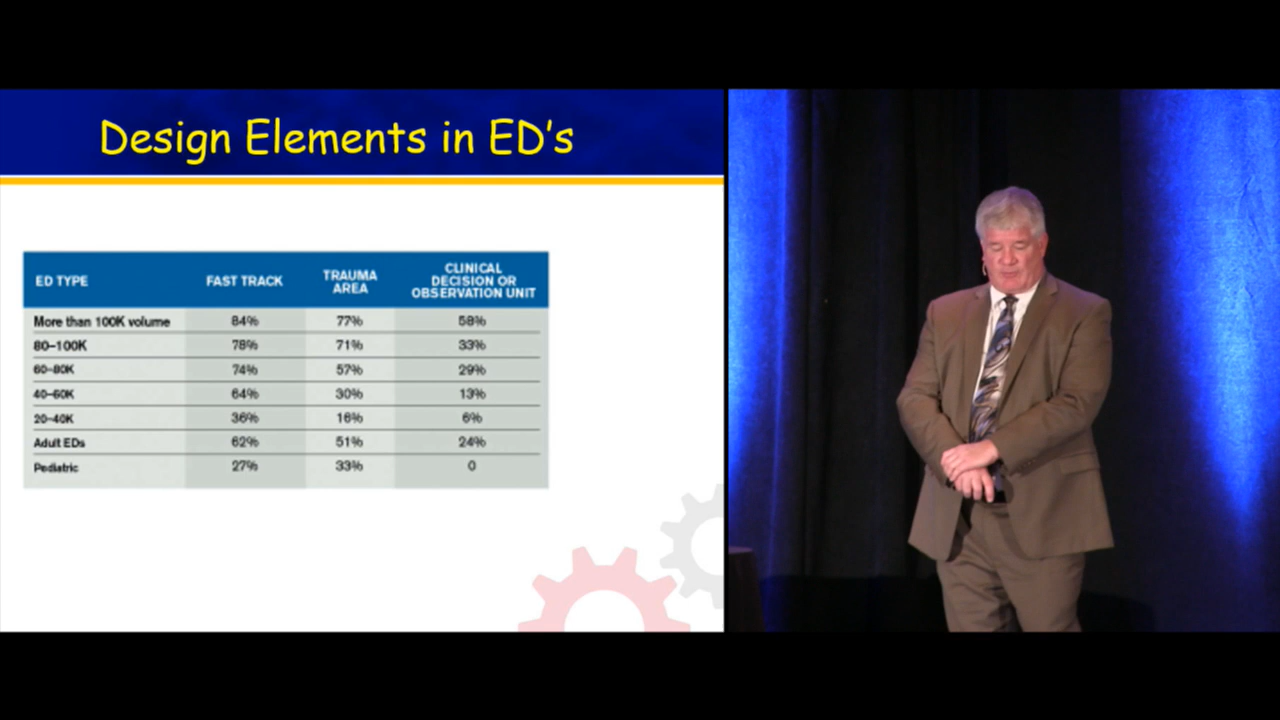 Design Elements in ED's
ED TYPE FAST TRACK TRAUMA AREA CLINICAL DECISION OR OBSERVATION UNIT
More than 100K volume 84% 77% 58%
80–100K 78% 71% 33%
60–80K 74% 57% 29%
40–60K 64% 30% 13%
20–40K 36% 16% 6%
Adult EDs 62% 51% 24%
Pediatric 27% 33% 0